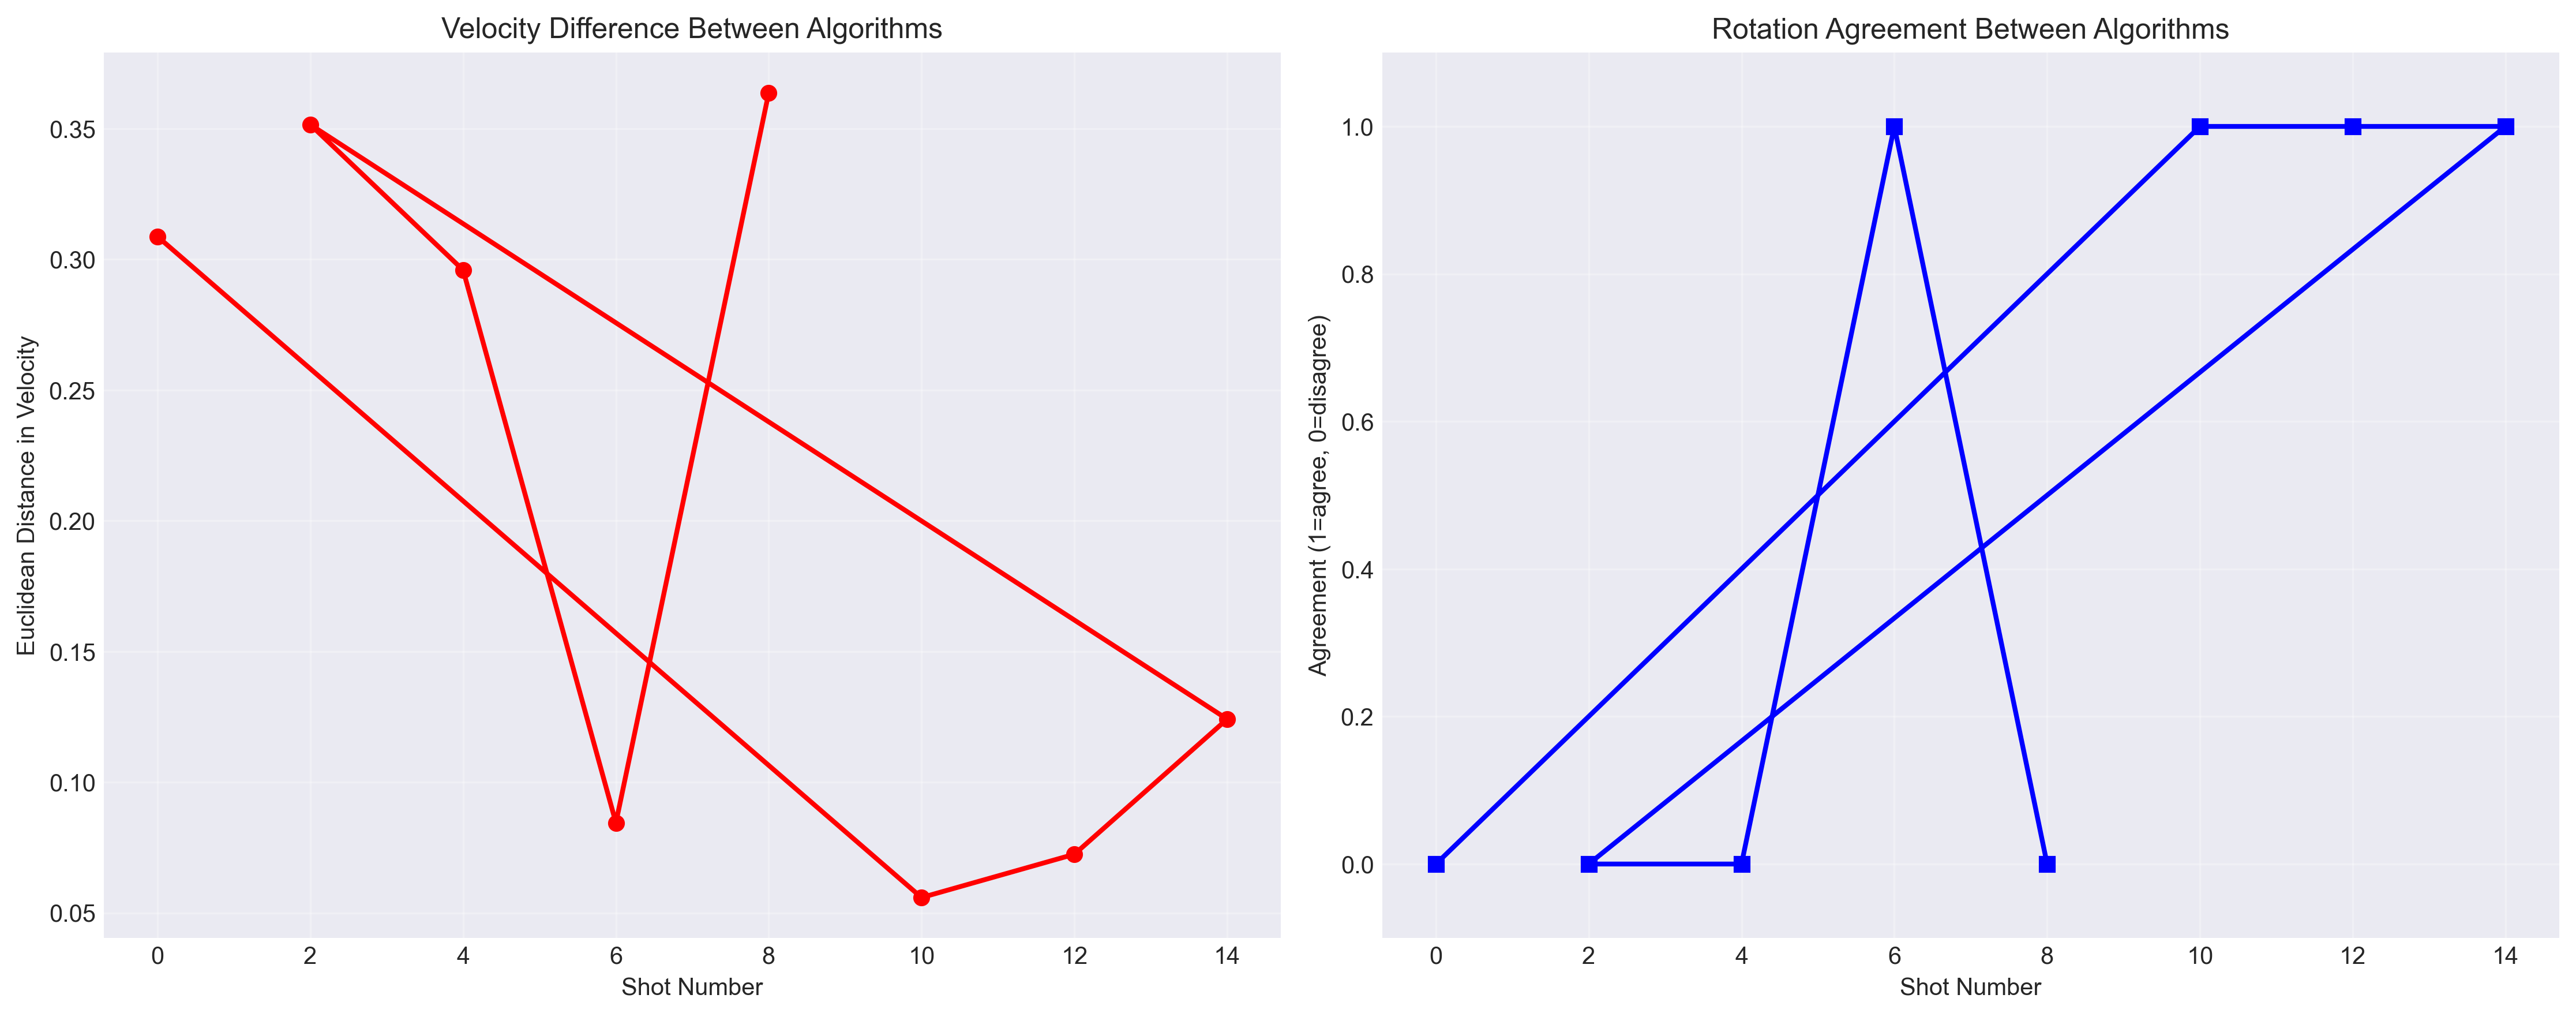 Velocity Difference Between Algorithms
Euclidean Distance in Velocity
0.35
0.30
0.25
0.20
0.15
0.10
0.05
0 2 4 6 8 10 12 14
Shot Number
Rotation Agreement Between Algorithms
Agreement (1=agree, 0=disagree)
1.0
0.8
0.6
0.4
0.2
0.0
0 2 4 6 8 10 12 14
Shot Number